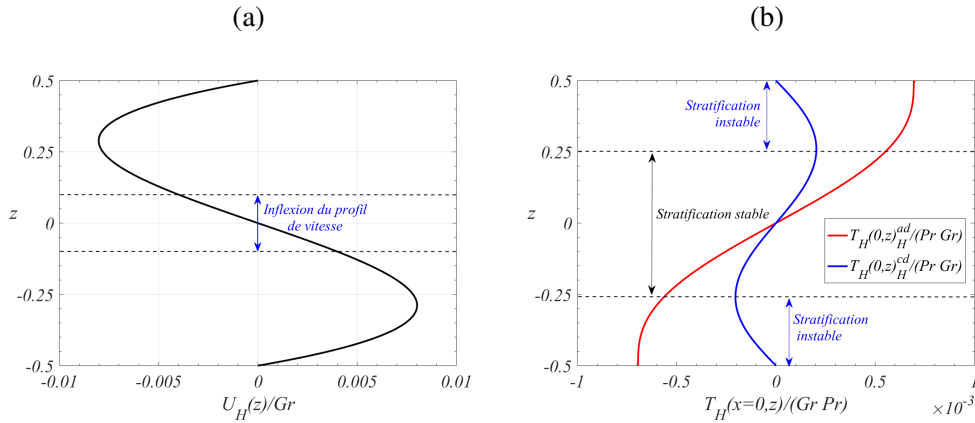 (a)
(b)
0.5
0.25
z
0
-0.25
-0.5
Inflexion du profil
de vitesse
-0.01
-0.005
0
0.005
0.01
U_H(z)/Gr
0.5
0.25
z
0
-0.25
-0.5
Stratification
instable
Stratification stable
T_H(0,z)_H^ad/(Pr Gr)
T_H(0,z)_H^cd/(Pr Gr)
Stratification
instable
-1
-0.5
0
0.5
1
×10^-3
T_H(x=0,z)/(Gr Pr)